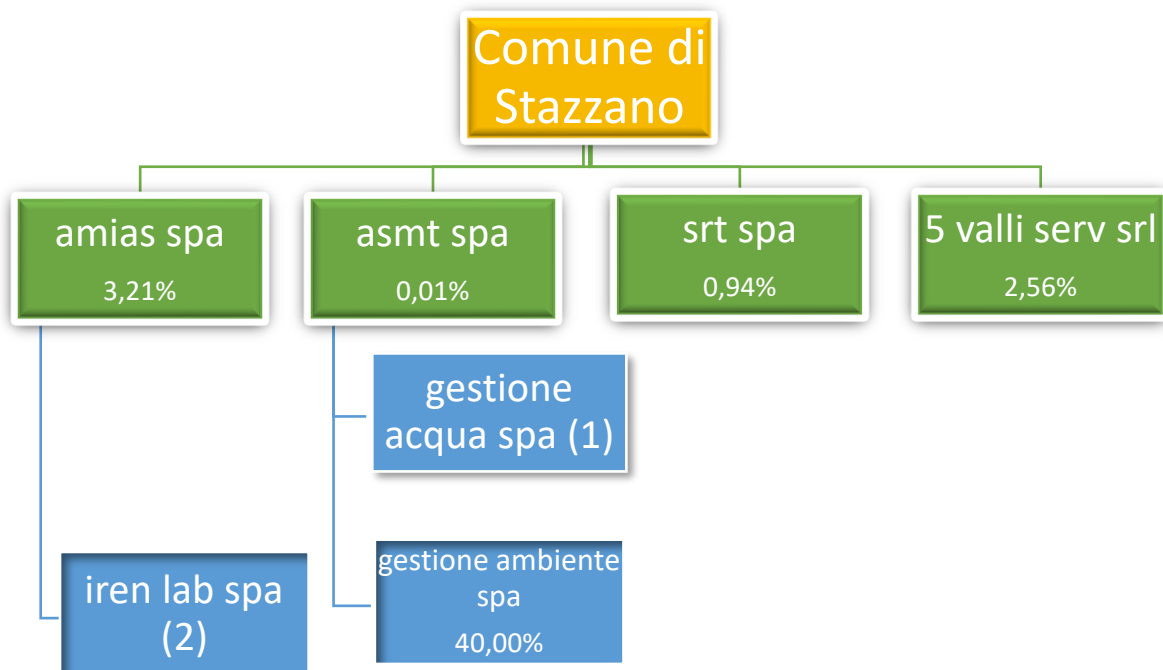 Comune di
Stazzano
amias spa
3,21%
asmt spa
0,01%
srt spa
0,94%
5 valli serv srl
2,56%
gestione
acqua spa (1)
gestione ambiente
spa
40,00%
iren lab spa
(2)